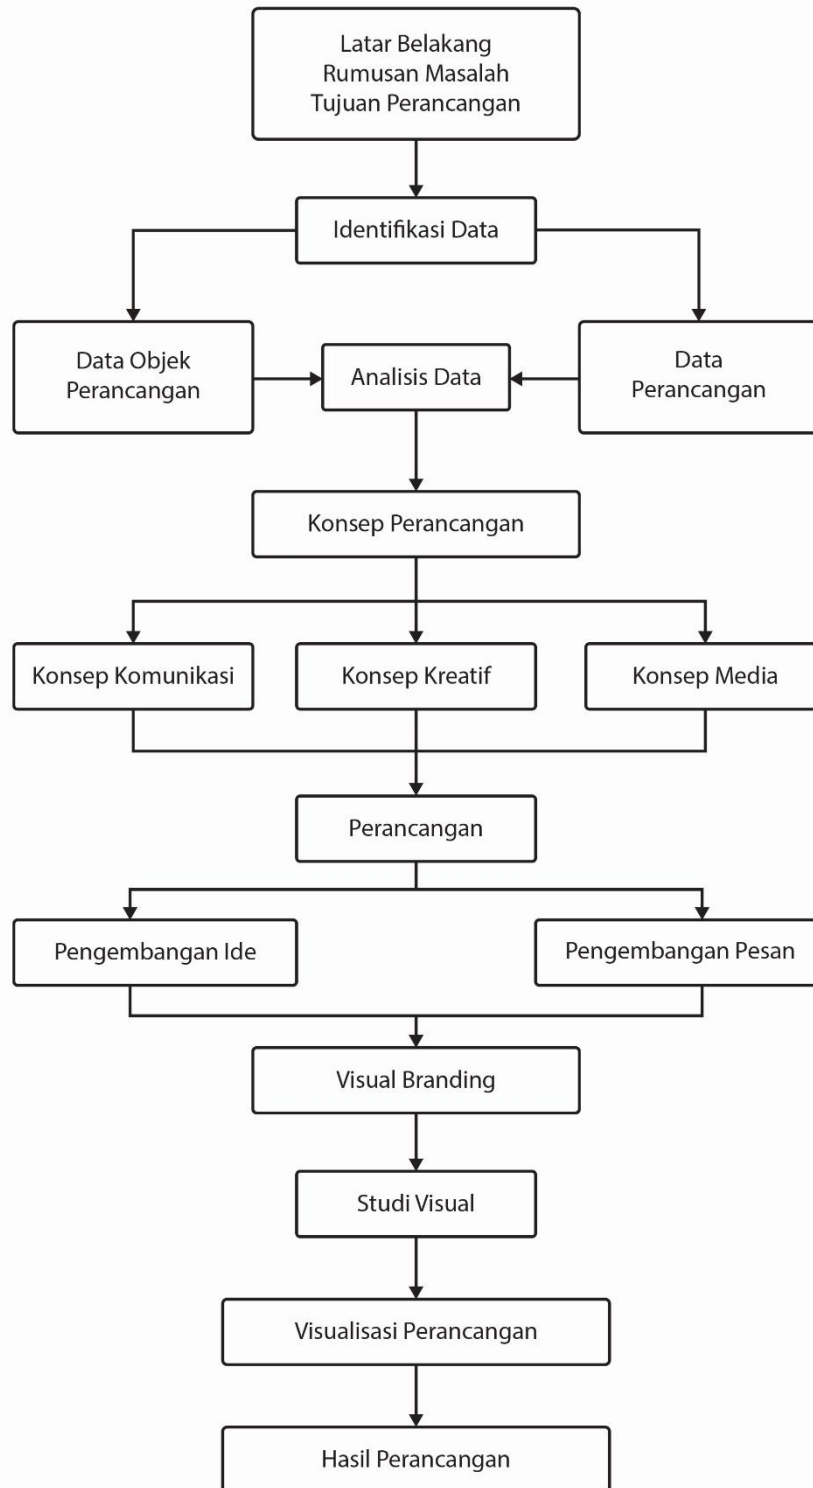 Latar Belakang
Rumusan Masalah
Tujuan Perancangan
Identifikasi Data
Data Objek
Perancangan
Analisis Data
Data
Perancangan
Konsep Perancangan
Konsep Komunikasi
Konsep Kreatif
Konsep Media
Perancangan
Pengembangan Ide
Pengembangan Pesan
Visual Branding
Studi Visual
Visualisasi Perancangan
Hasil Perancangan